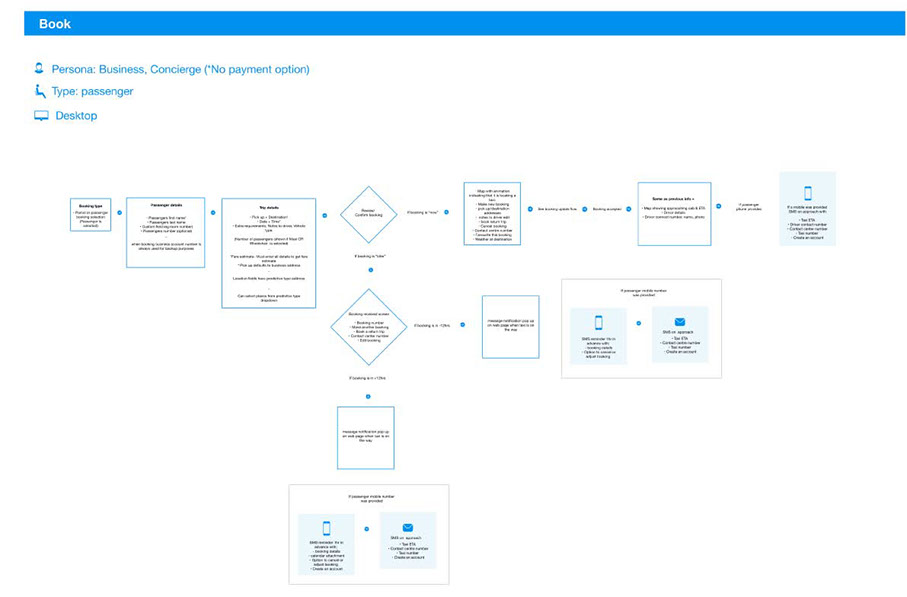 Book
Persona: Business, Concierge (*No payment option)
Type: passenger
Desktop
Booking type
booking selection
(Passenger is
selected)
Passenger details
- Passengers first name
- Passengers last name
- Passengers number (optional)
when booking business account number is
always used for backup purposes
Trip details
- Pick up + Destination
- Date + Time
- Extra requirements: Notes to driver, Vehicle
type
(Number of passengers shown if Maxi OR
Wheelchair is selected)
*Fare estimate. Must enter all details to get fare
estimate
* Pick up defaults to business address
Location fields have predictive type address
Can select places from predictive type
dropdown
Review/
Confirm booking
If booking is "now"
Map with animation
indicating that it is booking a
taxi
- Make new booking
- pick up/destination
addresses
- notes to driver edit
- book return trip
- Cancel booking
- Contact centre number
- Favourite this booking
- Weather at destination
See booking update flow
Booking accepted
Same as previous info +
- Map showing approaching cab & ETA
- Driver details
- Driver contact number, name, photo
If passenger
phone provided
If a mobile was provided
SMS on approach with:
- Taxi ETA
- Driver contact number
- Contact centre number
- Taxi number
- Create an account
If booking is "later"
Booking received screen
- Booking number
- Make another booking
- Book a return trip
- Contact centre number
- Edit booking
If booking is in -12hrs
message notification pop up
on web page when taxi is on
the way.
If passenger mobile number
was provided
SMS reminder 1hr in
advance with:
- booking details
- Option to cancel or
adjust booking
SMS on approach
- Taxi ETA
- Contact centre number
- Taxi number
- Create an account
If booking is in +12hrs
message notification pop up
on web page when taxi is on
the way.
If passenger mobile number
was provided
SMS reminder 1hr in
advance with:
- booking details
- calendar attachment
- Option to cancel or
adjust booking
- Create an account
SMS on approach
- Taxi ETA
- Contact centre number
- Taxi number
- Create an account